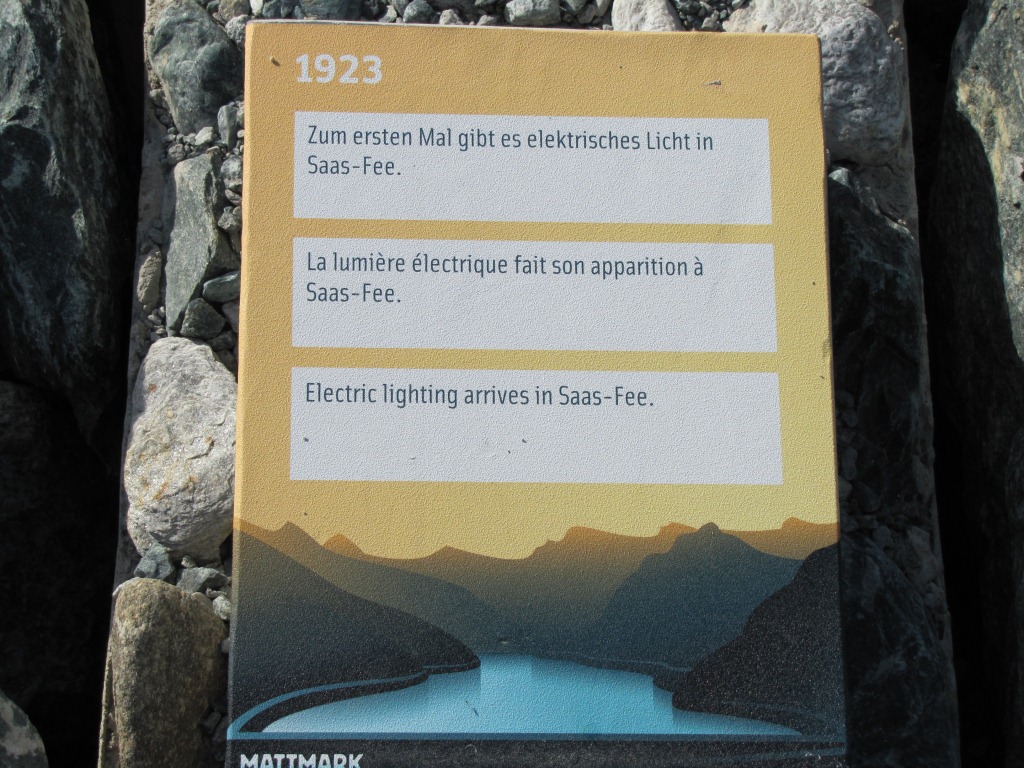 1923
Zum ersten Mal gibt es elektrisches Licht in
Saas-Fee.
La lumière électrique fait son apparition à
Saas-Fee.
Electric lighting arrives in Saas-Fee.
MATTMARK